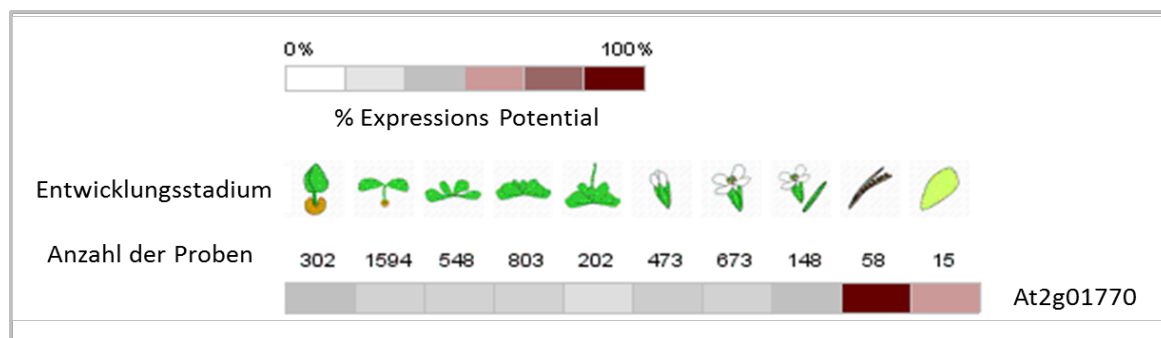 0% 100%
% Expressions Potential
Entwicklungsstadium
Anzahl der Proben 302 1594 548 803 202 473 673 148 58 15
At2g01770